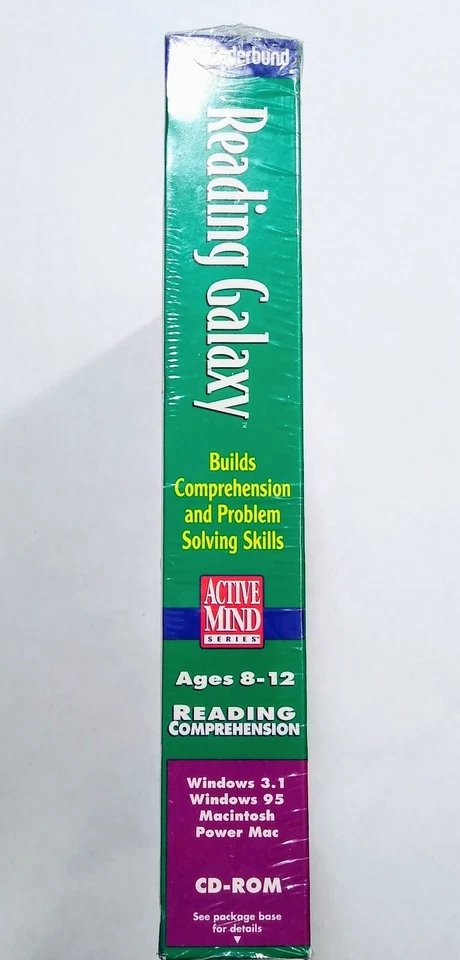 Reading Galaxy™
Builds
Comprehension
and Problem
Solving Skills
ACTIVE
MIND
SERIES®
Ages 8-12
READING
COMPREHENSION
Windows 3.1
Windows 95
Macintosh
Power Mac
CD-ROM
See package base
for details